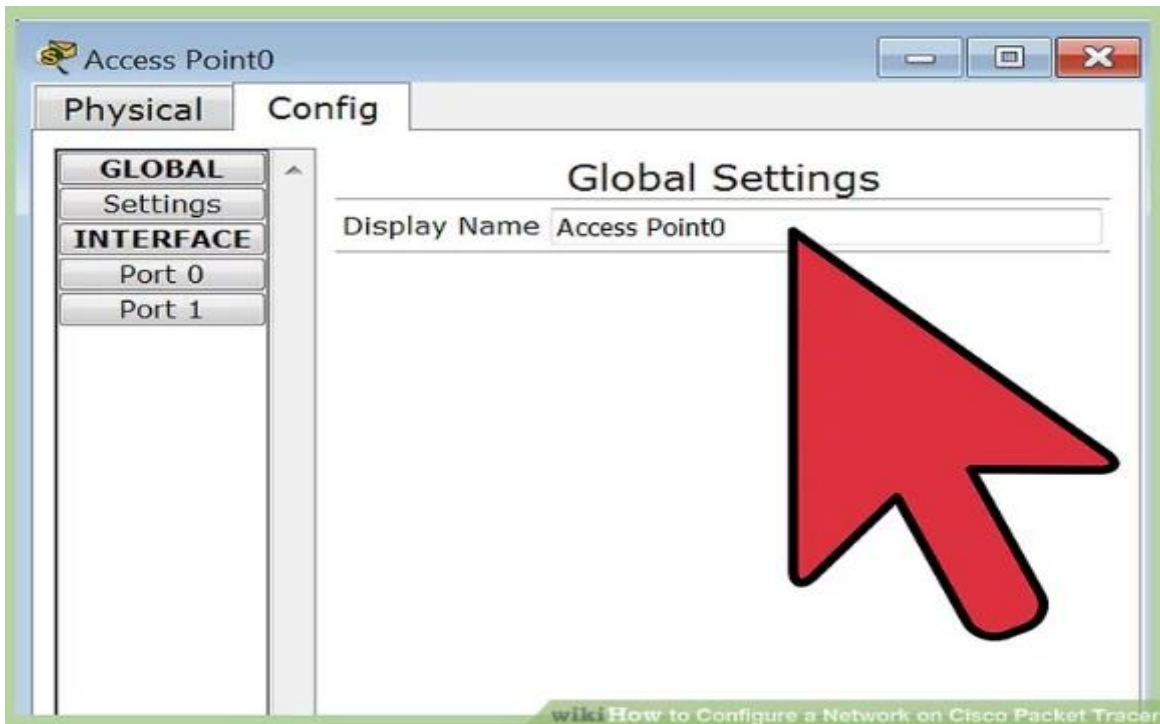 Access Point0
Physical Config
GLOBAL
Settings
INTERFACE
Port 0
Port 1
Global Settings
Display Name Access Point0
wikiHow to Configure a Network on Cisco Packet Tracer